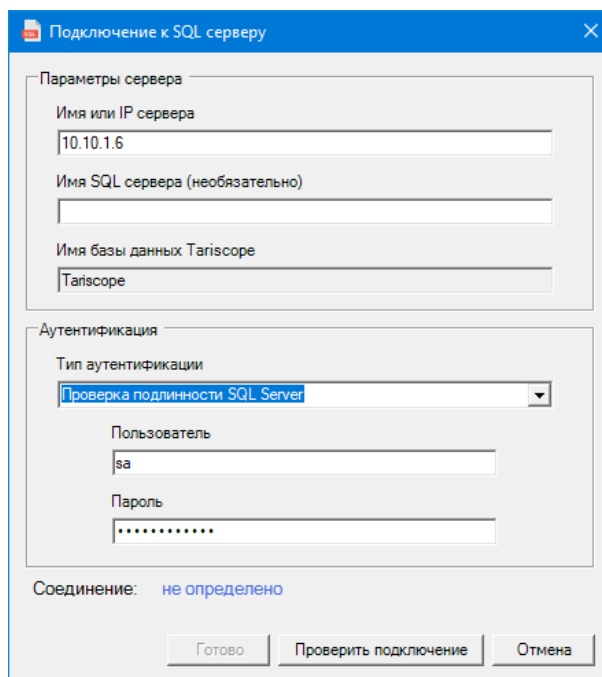 Подключение к SQL серверу
Параметры сервера
Имя или IP сервера
10.10.1.6
Имя SQL сервера (необязательно)
Имя базы данных Tariscope
Tariscope
Аутентификация
Тип аутентификации
Проверка подлинности SQL Server
Пользователь
sa
Пароль
••••••••••••
Соединение: не определено
Готово Проверить подключение Отмена